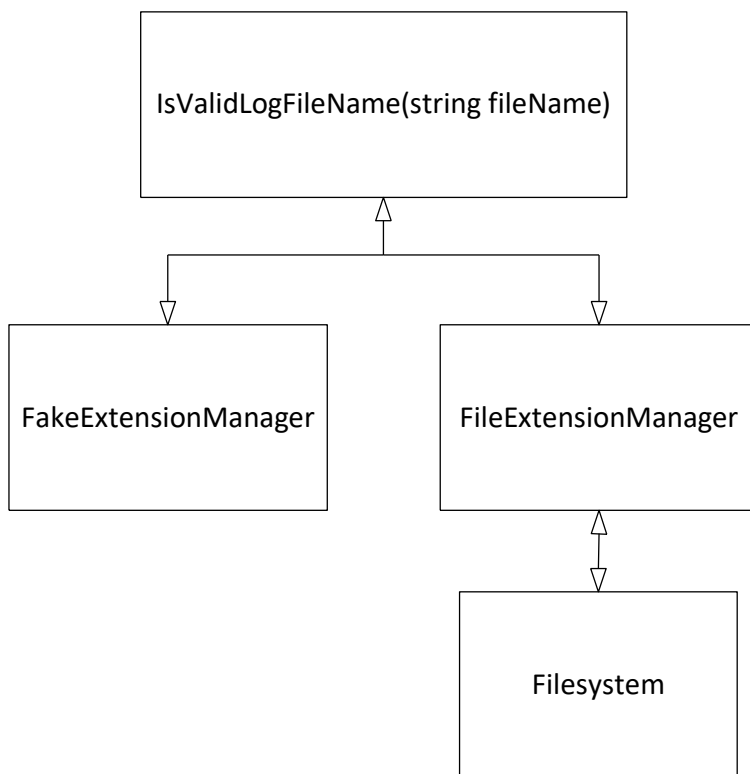 IsValidLogFileName(string fileName)
FakeExtensionManager
FileExtensionManager
Filesystem